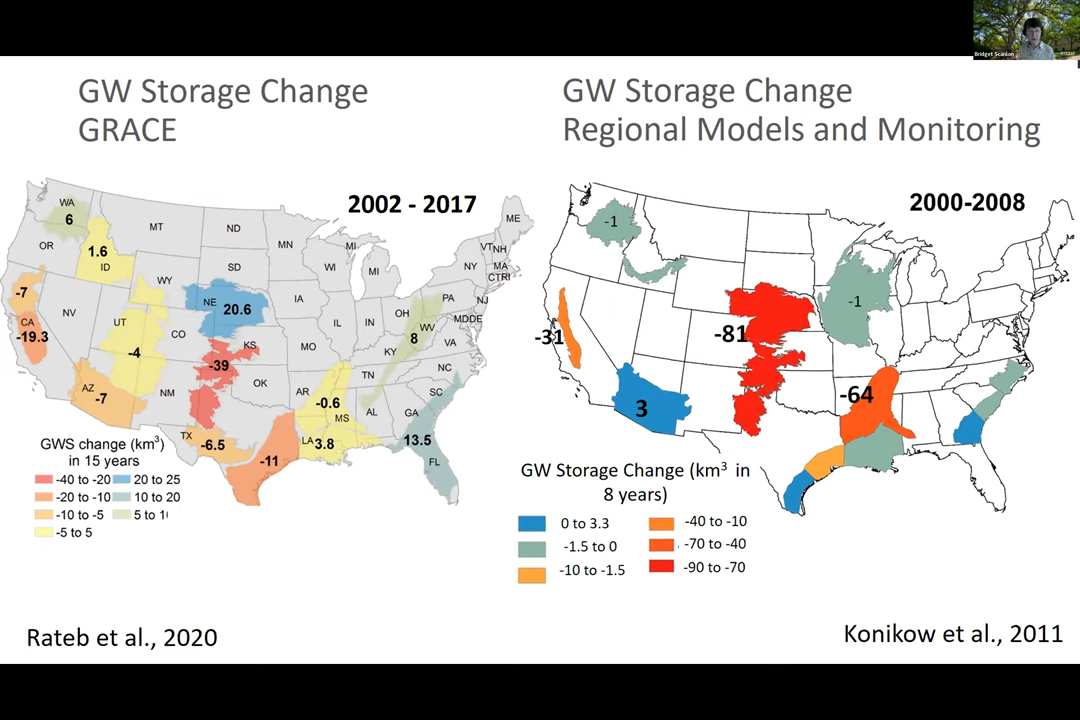 Bridget Scanlon
GW Storage Change
GRACE
2002 - 2017
WA
6
OR
1.6
ID
MT
ND
SD
MN
WI
MI
MI
ME
VT
NH
NY
MA
CTRI
WY
NE
20.6
IA
IL
IN
OH
PA
NJ
MDDE
WV
VA
8
KY
-7
CA
-19.3
NV
UT
-4
CO
KS
-39
MO
AZ
-7
NM
OK
AR
TN
NC
SC
-0.6
MS
AL
GA
TX
-6.5
-11
LA
3.8
13.5
FL
GWS change (km³)
in 15 years
-40 to -20
20 to 25
-20 to -10
10 to 20
-10 to -5
-5 to 5
Rateb et al., 2020
GW Storage Change
Regional Models and Monitoring
2000-2008
-1
-1
-31
-81
-64
3
GW Storage Change (km³ in
8 years)
0 to 3.3
-40 to -10
-1.5 to 0
-70 to -40
-10 to -1.5
-90 to -70
Konikow et al., 2011